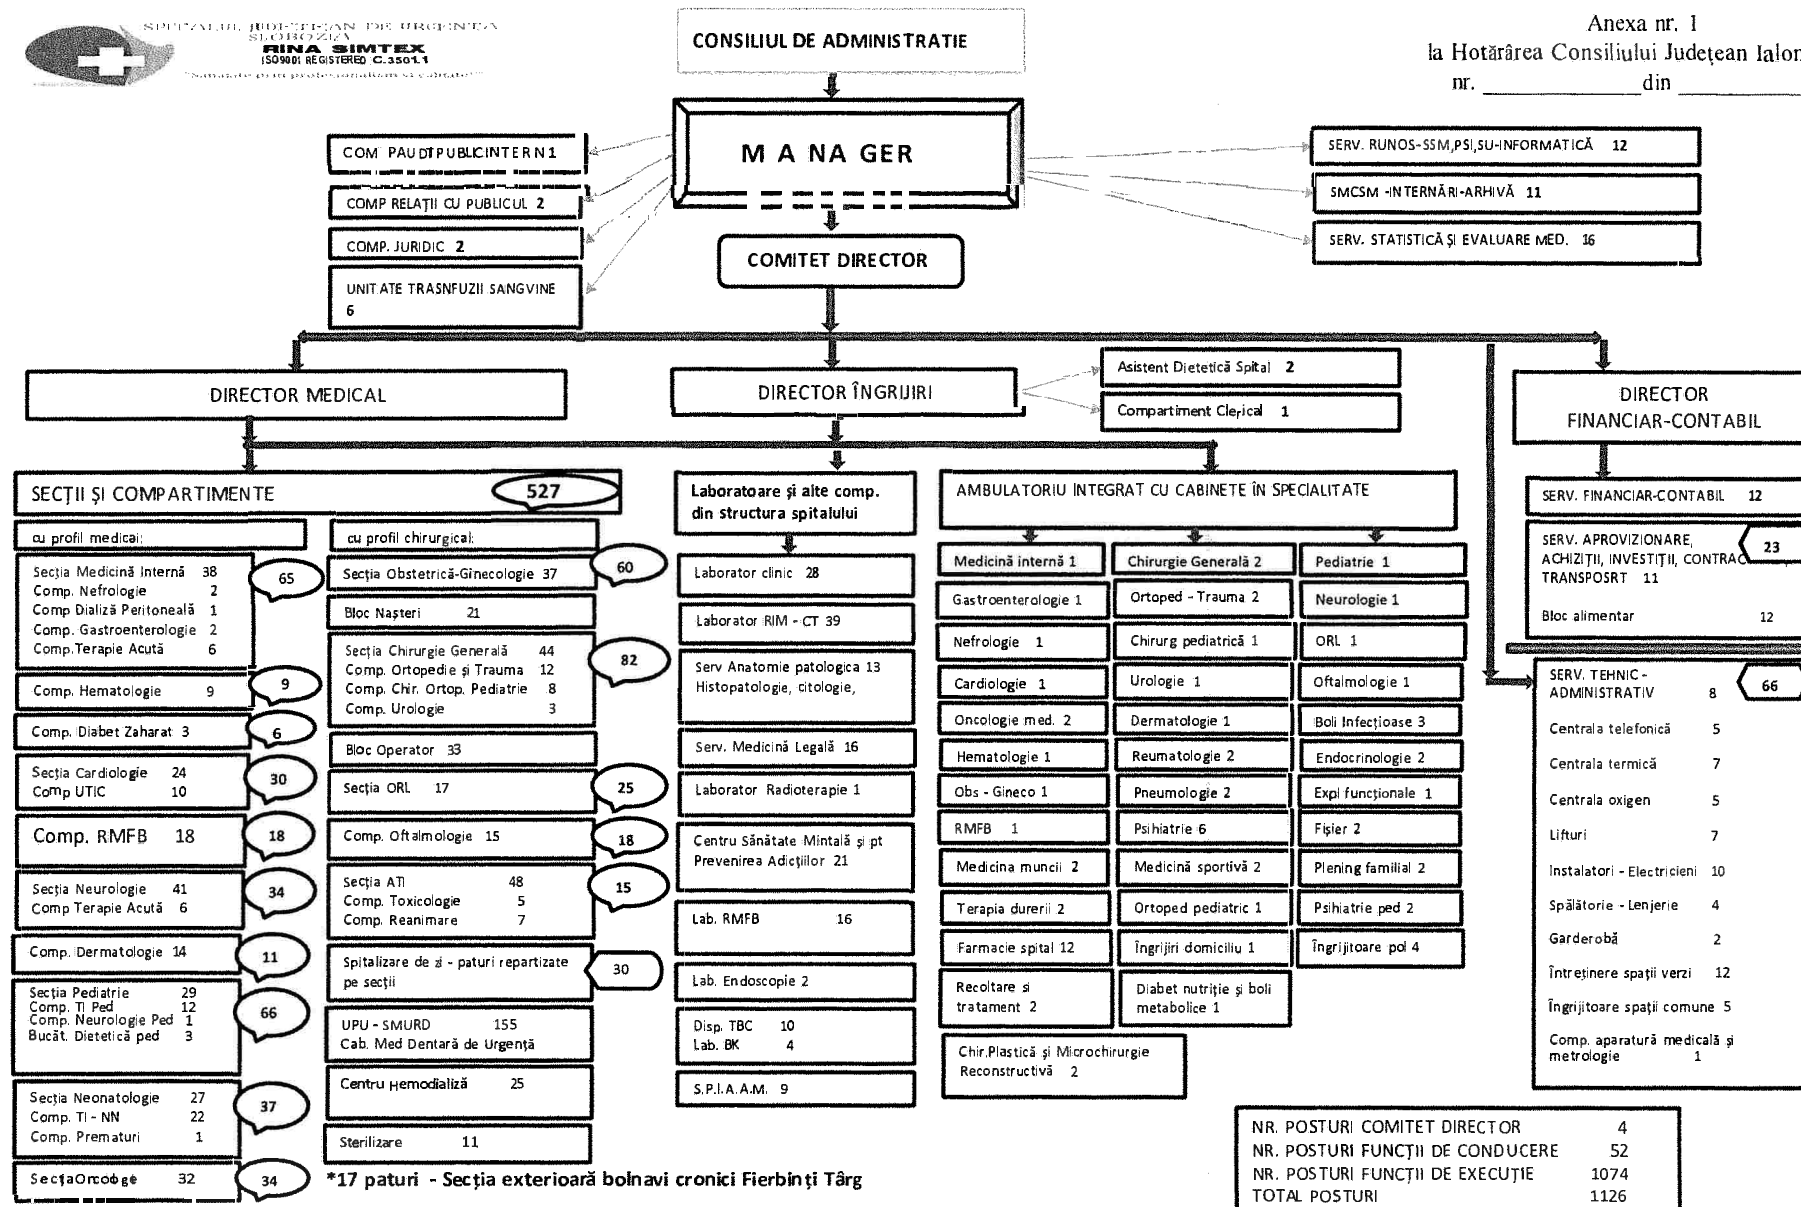 SPITALUL JUDEȚEAN DE URGENȚA
SLOBOZIA
RINA SIMTEX
ISO9001 REGISTERED C.3501.1
"Sanatate prin profesionalism si calitate"
CONSILIUL DE ADMINISTRATIE
Anexa nr. 1
la Hotărârea Consiliului Județean Ialon
nr. ____________ din ____________
M A NA GER
COM PAUDI PUBLIC INTERN 1
COMP RELAȚII CU PUBLICUL 2
COMP. JURIDIC 2
UNITATE TRASNFUZII SANGVINE
6
SERV. RUNOS-SSM,PSI,SU-INFORMATICĂ 12
SMCSM -INTERNĂRI-ARHIVĂ 11
SERV. STATISTICĂ ȘI EVALUARE MED. 16
COMITET DIRECTOR
DIRECTOR MEDICAL
DIRECTOR ÎNGRIJIRI
Asistent Dietetică Spital 2
Compartiment Clerical 1
DIRECTOR
FINANCIAR-CONTABIL
SECȚII ȘI COMPARTIMENTE 527
cu profil medical:
Secția Medicină Internă 38
Comp. Nefrologie 2
Comp Dializă Peritoneală 1
Comp. Gastroenterologie 2
Comp.Terapie Acută 6
65
Comp. Hematologie 9
9
Comp. Diabet Zaharat 3
6
Secția Cardiologie 24
Comp UTIC 10
30
Comp. RMFB 18
18
Secția Neurologie 41
Comp Terapie Acută 6
34
Comp. Dermatologie 14
11
Secția Pediatrie 29
Comp. TI Ped 12
Comp. Neurologie Ped 1
Bucăt. Dietetică ped 3
66
Secția Neonatologie 27
Comp. TI - NN 22
Comp. Prematuri 1
37
Secția Oncologie 32
34
cu profil chirurgical:
Secția Obstetrică-Ginecologie 37
60
Bloc Nașteri 21
Secția Chirurgie Generală 44
Comp. Ortopedie și Trauma 12
Comp. Chir. Ortop. Pediatrie 8
Comp. Urologie 3
82
Bloc Operator 33
Secția ORL 17
25
Comp. Oftalmologie 15
18
Secția ATI 48
Comp. Toxicologie 5
Comp. Reanimare 7
15
Spitalizare de zi - paturi repartizate
pe secții
30
UPU - SMURD 155
Cab. Med Dentară de Urgență
Centru Hemodializă 25
Sterilizare 11
*17 paturi - Secția exterioară bolnavi cronici Fierbinți Târg
Laboratoare și alte comp.
din structura spitalului
Laborator clinic 28
Laborator RIM - CT 39
Serv Anatomie patologica 13
Histopatologie, citologie,
Serv. Medicină Legală 16
Laborator Radioterapie 1
Centru Sănătate Mintală și pt
Prevenirea Adicțiilor 21
Lab. RMFB 16
Lab. Endoscopie 2
Disp. TBC 10
Lab. BK 4
S.P.I.A.A.M. 9
AMBULATORIU INTEGRAT CU CABINETE ÎN SPECIALITATE
Medicină internă 1
Gastroenterologie 1
Nefrologie 1
Cardiologie 1
Oncologie med. 2
Hematologie 1
Obs - Gineco 1
RMFB 1
Medicina muncii 2
Terapia durerii 2
Farmacie spital 12
Recoltare si
tratament 2
Chir.Plastică și Microchirurgie
Reconstructivă 2
Chirurgie Generală 2
Ortoped - Trauma 2
Chirurg pediatrică 1
Urologie 1
Dermatologie 1
Reumatologie 2
Pneumologie 2
Psihiatrie 6
Medicină sportivă 2
Ortoped pediatric 1
Îngrijiri domiciliu 1
Diabet nutriție și boli
metabolice 1
Pediatrie 1
Neurologie 1
ORL 1
Oftalmologie 1
Boli Infecțioase 3
Endocrinologie 2
Expl funcționale 1
Fișier 2
Plening familial 2
Psihiatrie ped 2
Îngrijitoare pol 4
SERV. FINANCIAR-CONTABIL 12
SERV. APROVIZIONARE,
ACHIZIȚII, INVESTIȚII, CONTRAC
TRANSPOSRT 11
23
Bloc alimentar 12
SERV. TEHNIC -
ADMINISTRATIV 8
66
Centrala telefonică 5
Centrala termică 7
Centrala oxigen 5
Lifturi 7
Instalatori - Electricieni 10
Spălătorie - Lenjerie 4
Garderobă 2
Întreținere spații verzi 12
Îngrijitoare spații comune 5
Comp. aparatură medicală și
metrologie 1
NR. POSTURI COMITET DIRECTOR 4
NR. POSTURI FUNCȚII DE CONDUCERE 52
NR. POSTURI FUNCȚII DE EXECUȚIE 1074
TOTAL POSTURI 1126